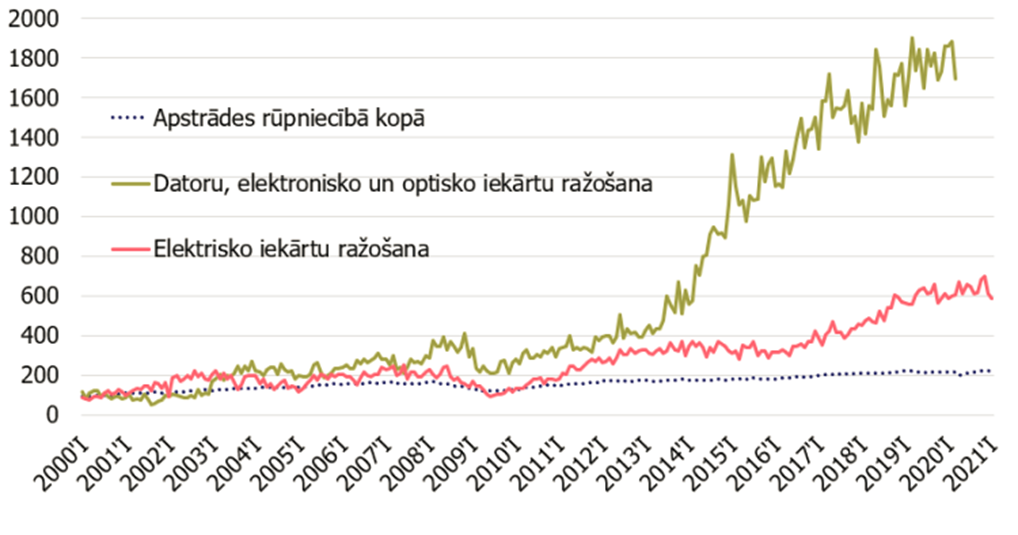 2000
1800
1600
1400
1200
1000
800
600
400
200
0
Apstrādes rūpniecībā kopā
Datoru, elektronisko un optisko iekārtu ražošana
Elektrisko iekārtu ražošana
2000'I
2001'I
2002'I
2003'I
2004'I
2005'I
2006'I
2007'I
2008'I
2009'I
2010'I
2011'I
2012'I
2013'I
2014'I
2015'I
2016'I
2017'I
2018'I
2019'I
2020'I
2021'I